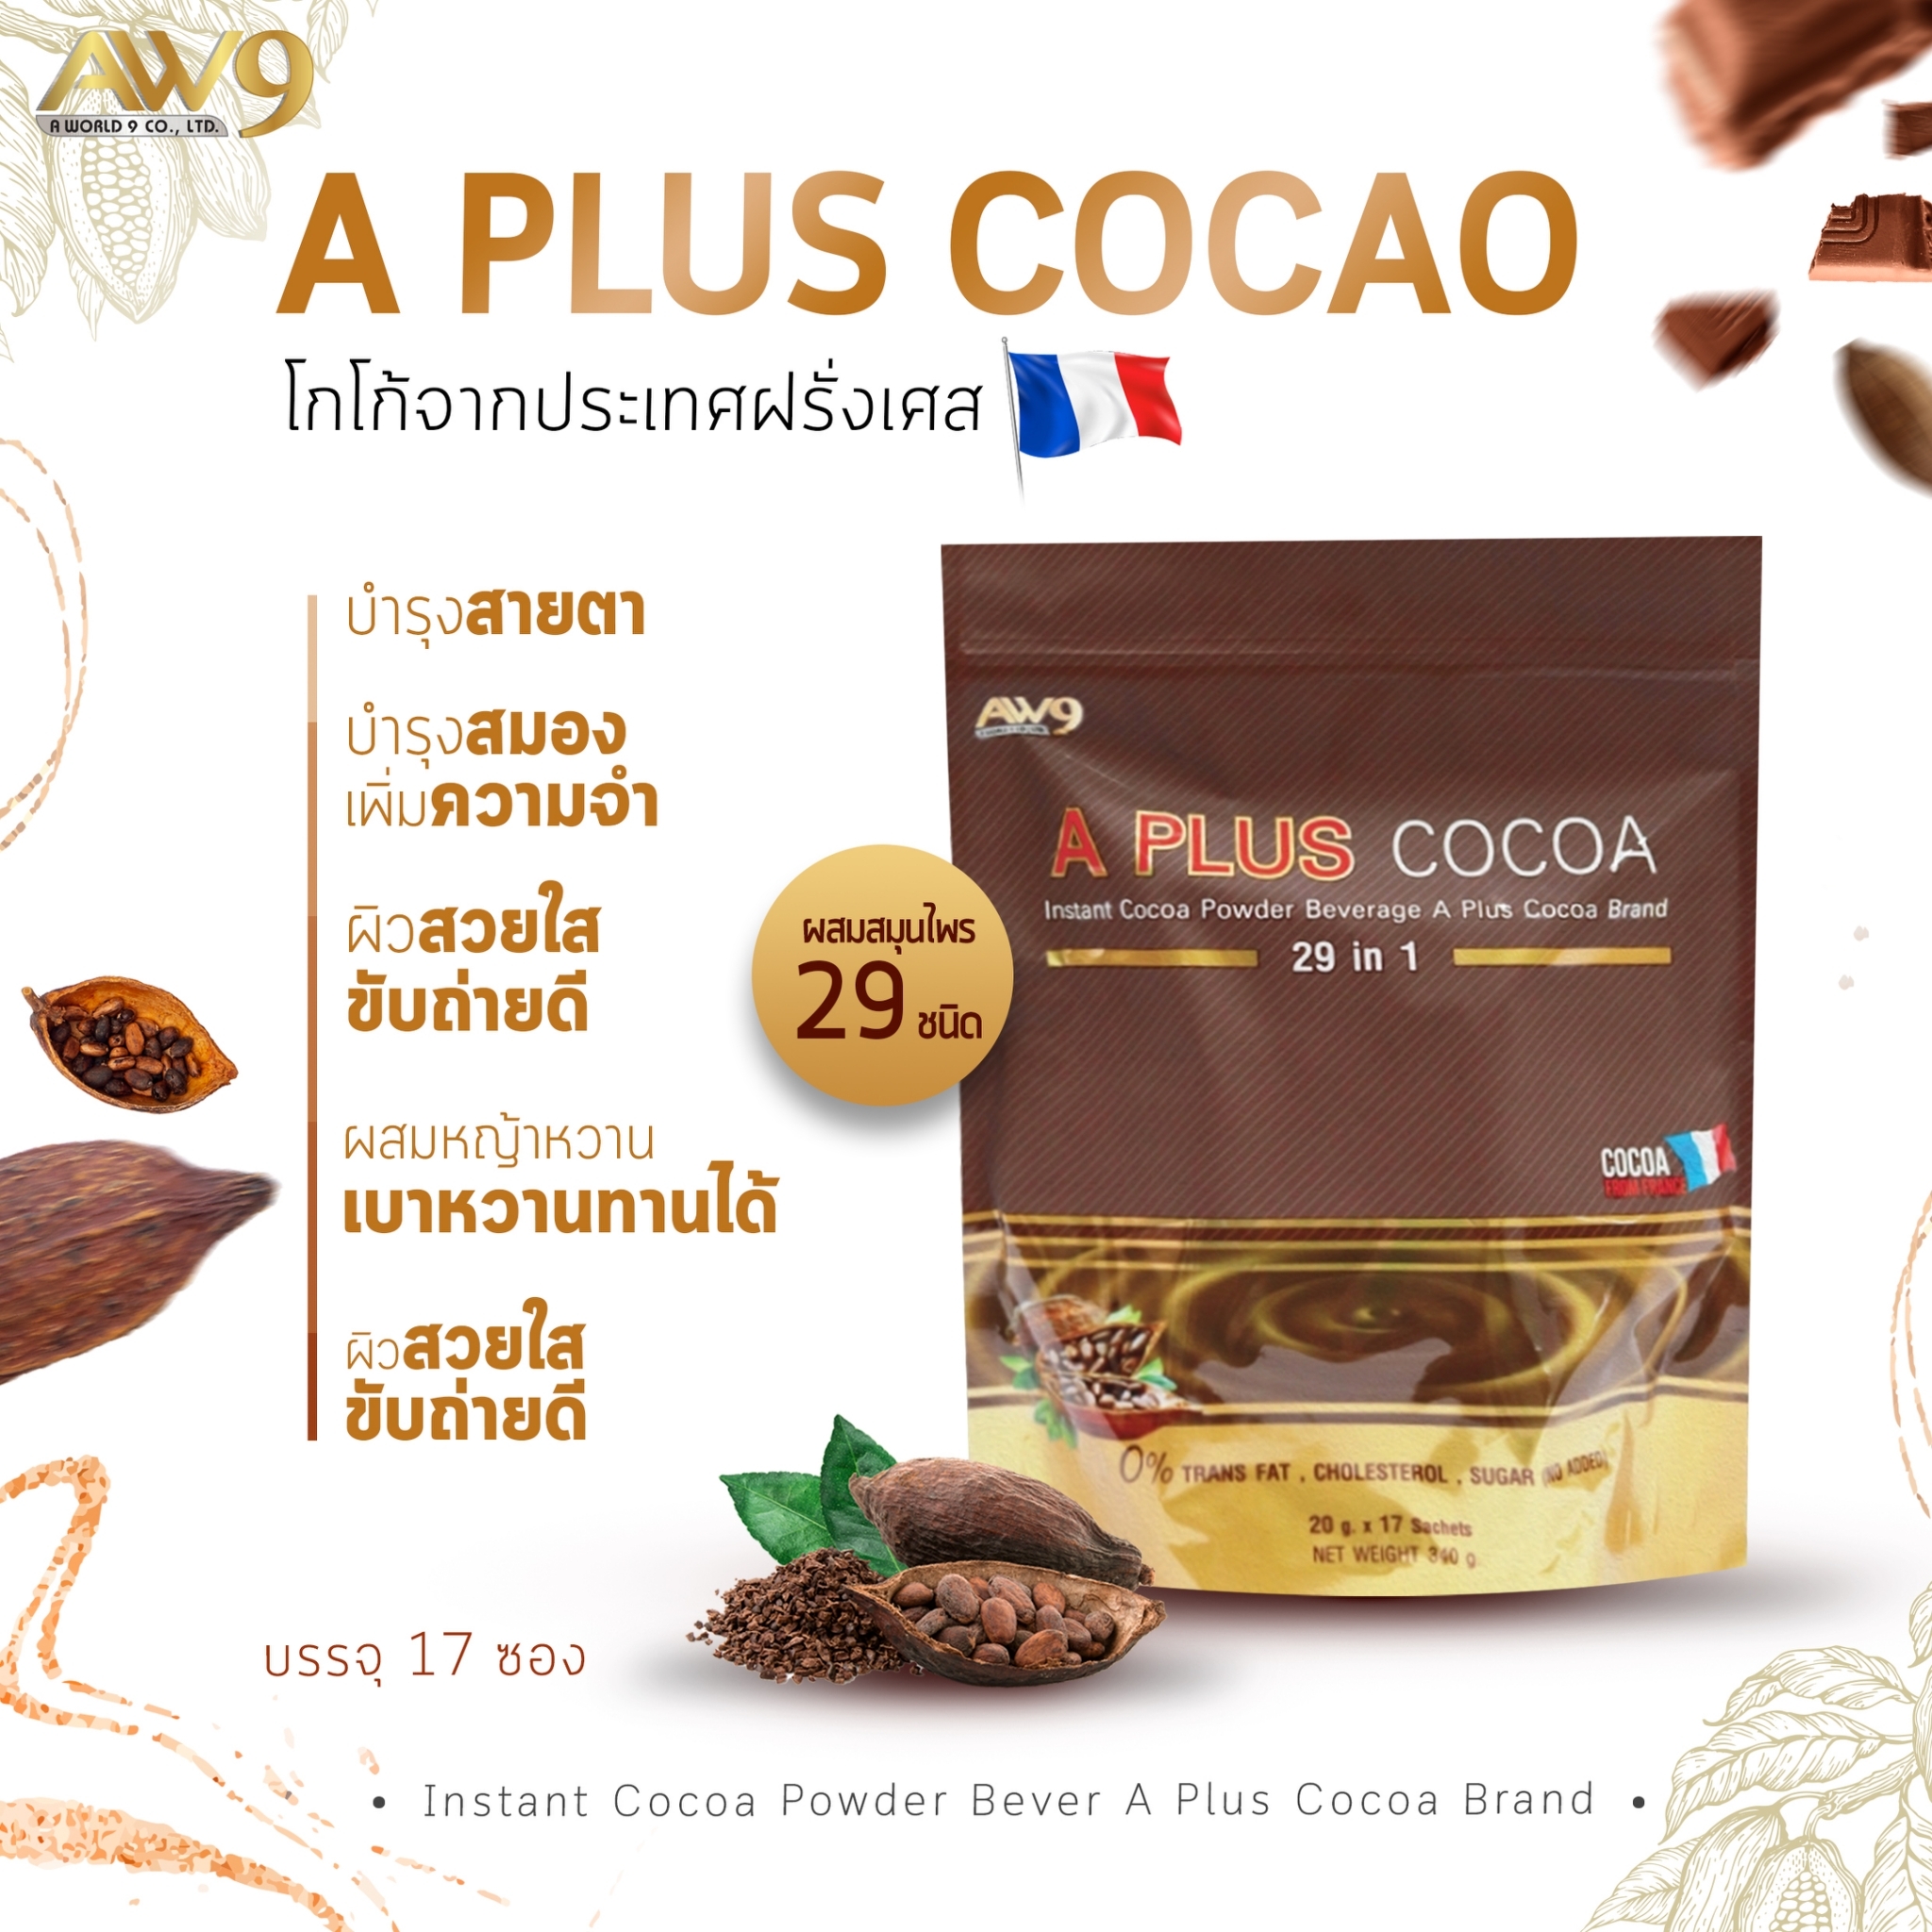 AW9
A WORLD 9 CO., LTD.
A PLUS COCAO
โกโก้จากประเทศฝรั่งเศส
บำรุงสายตา
บำรุงสมอง
เพิ่มความจำ
ผิวสวยใส
ขับถ่ายดี
ผสมหญ้าหวาน
เบาหวานทานได้
ผิวสวยใส
ขับถ่ายดี
ผสมสมุนไพร
29 ชนิด
AW9
A PLUS COCOA
Instant Cocoa Powder Beverage A Plus Cocoa Brand
29 in 1
COCOA
FROM FRANCE
0% TRANS FAT , CHOLESTEROL , SUGAR (NO ADDED)
20 g. x 17 Sachets
NET WEIGHT 340 g
บรรจุ 17 ซอง
• Instant Cocoa Powder Bever A Plus Cocoa Brand •